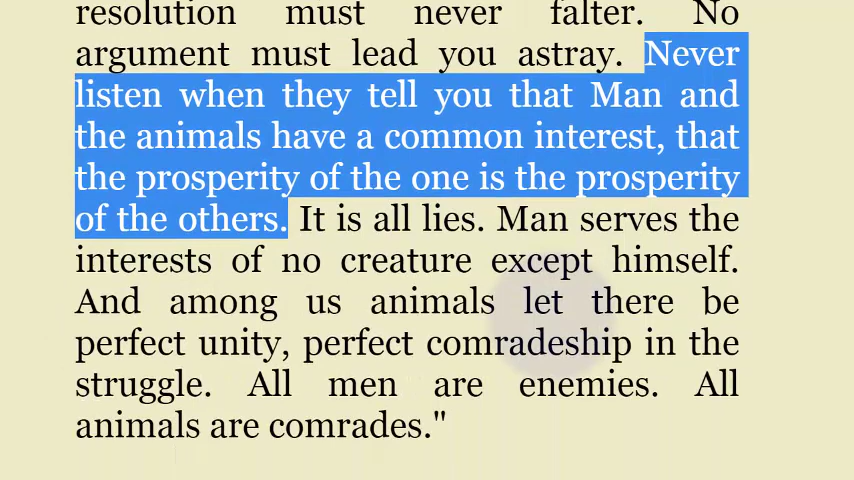 resolution must never falter. No
argument must lead you astray. Never
listen when they tell you that Man and
the animals have a common interest, that
the prosperity of the one is the prosperity
of the others. It is all lies. Man serves the
interests of no creature except himself.
And among us animals let there be
perfect unity, perfect comradeship in the
struggle. All men are enemies. All
animals are comrades."